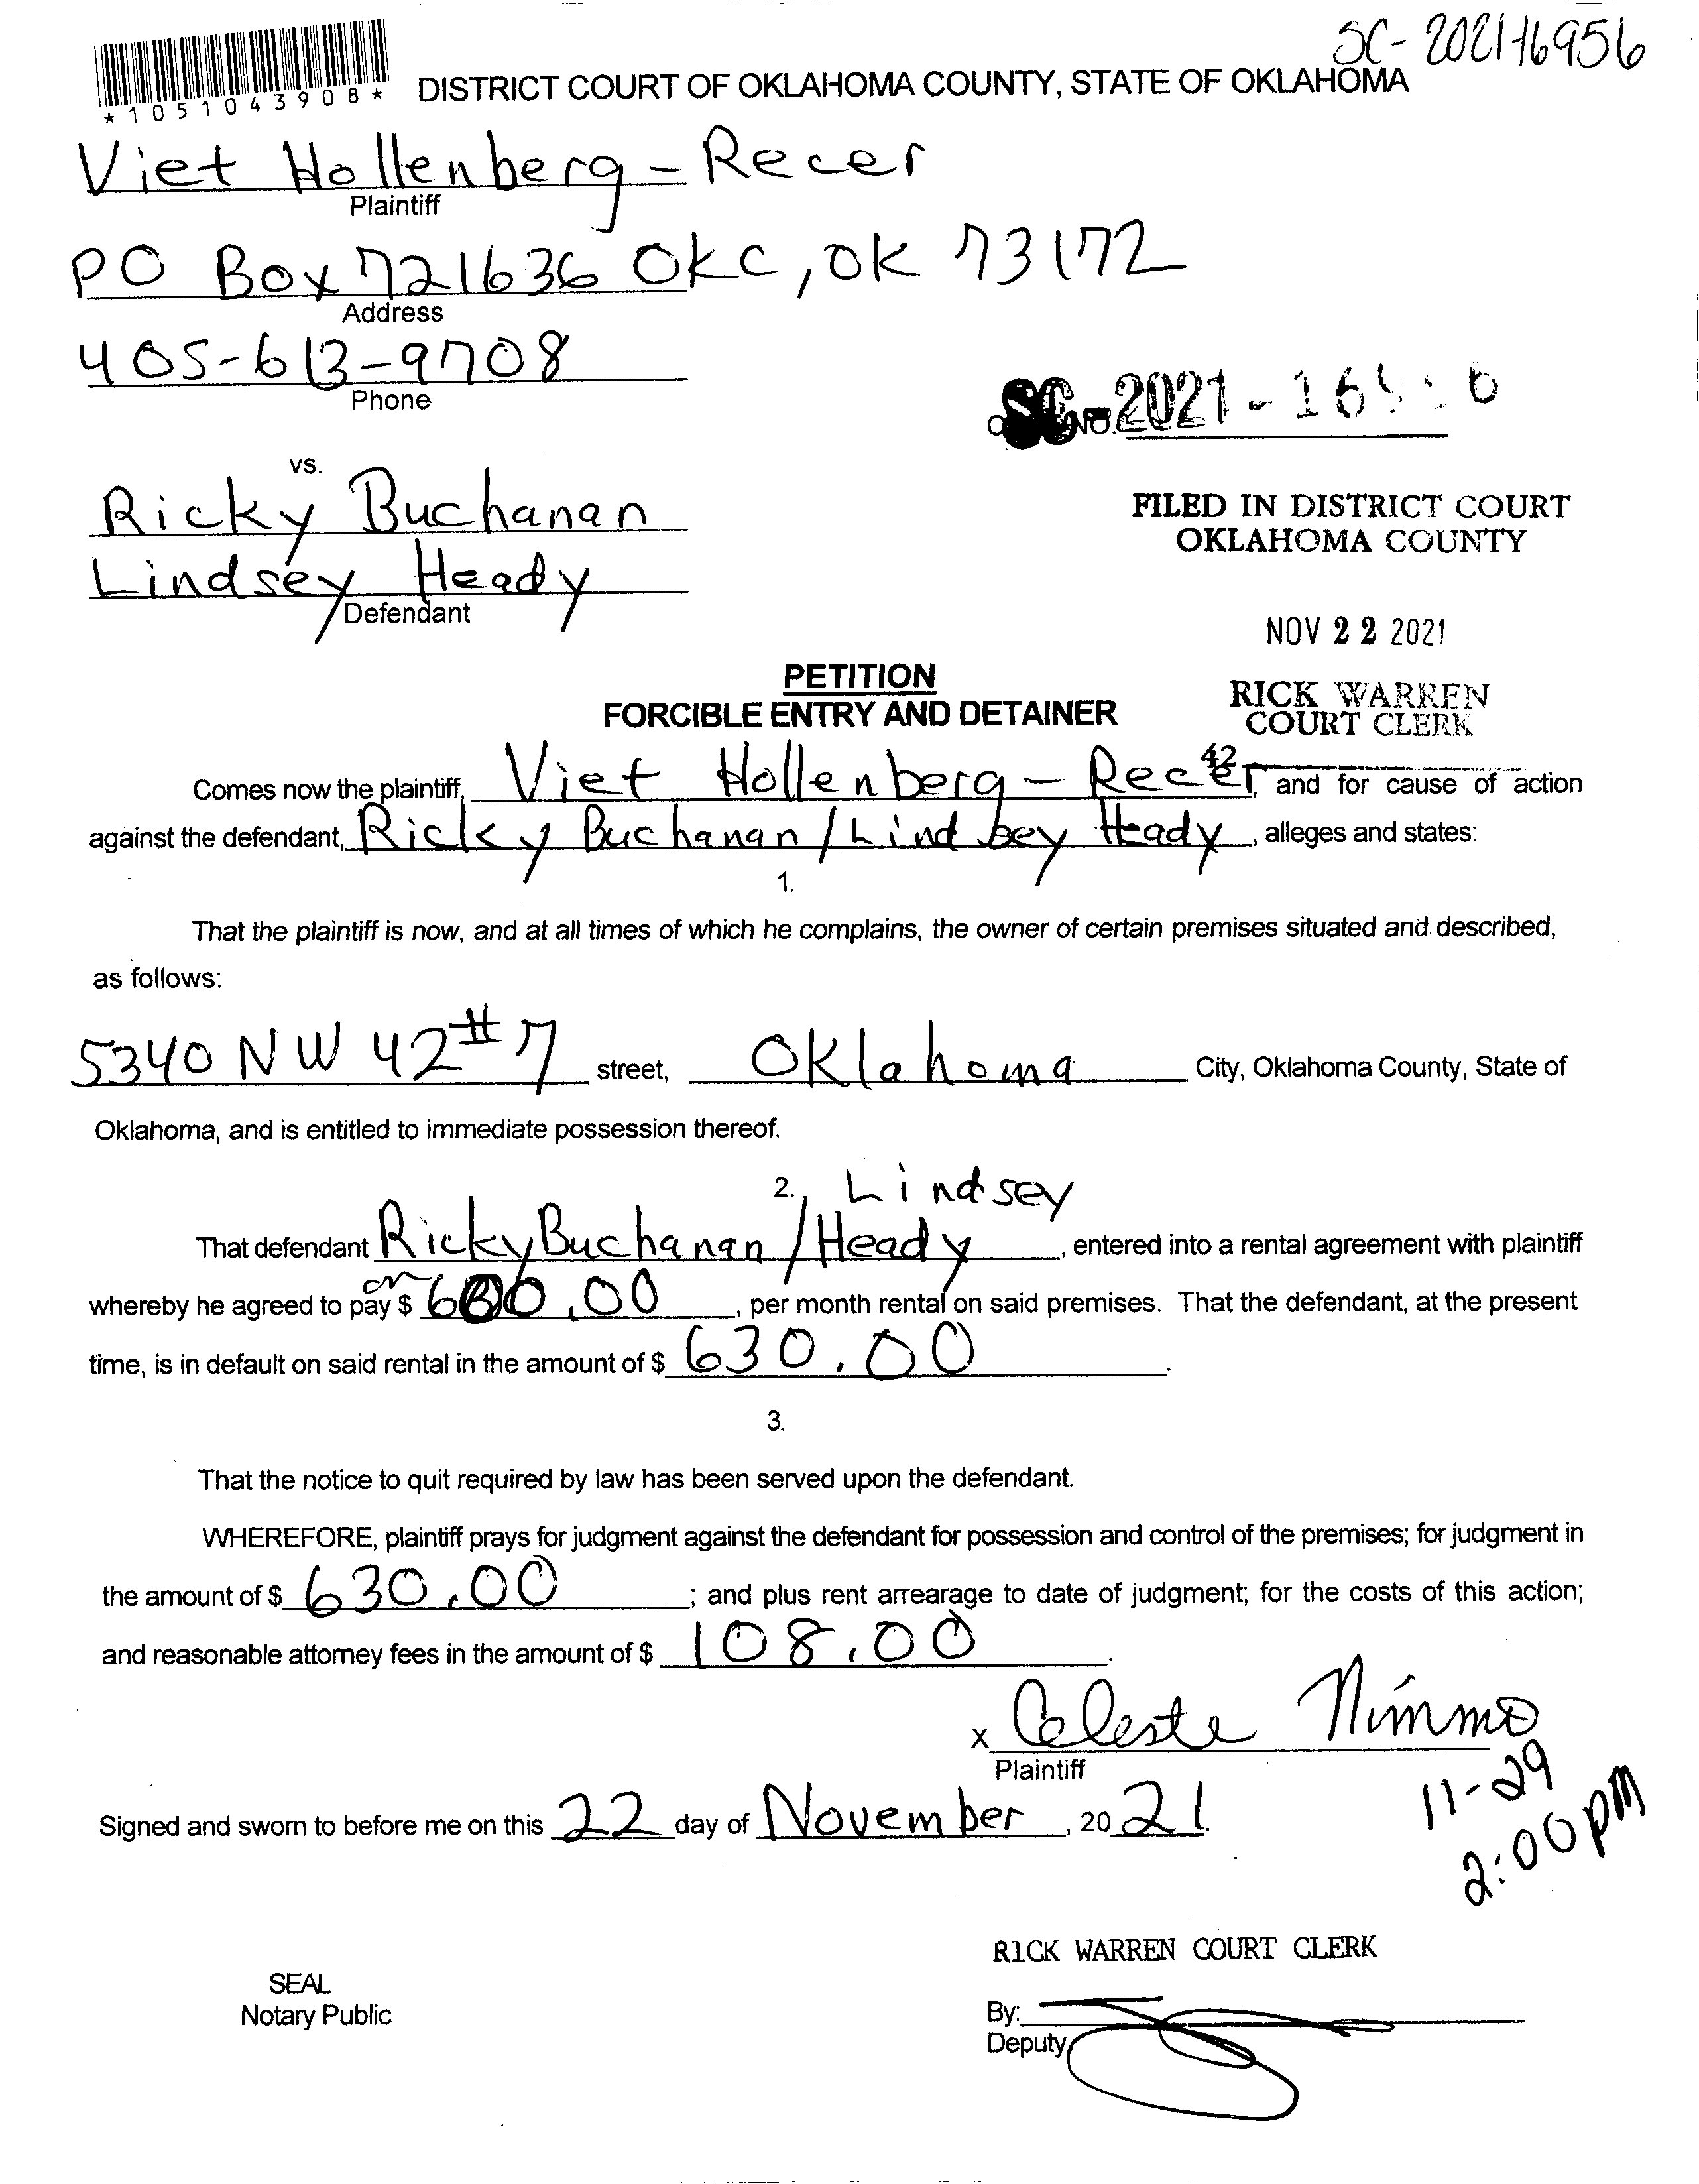 SC-2021-16956
*1051043908*
DISTRICT COURT OF OKLAHOMA COUNTY, STATE OF OKLAHOMA
Viet Hollenberg-Recer
Plaintiff
PO Box 721636 OKC, OK 73172
Address
405-613-9708
Phone
SC-2021-16
vs.
Ricky Buchanan
Lindsey Heady
Defendant
FILED IN DISTRICT COURT
OKLAHOMA COUNTY
NOV 22 2021
RICK WARREN
COURT CLERK
42
PETITION
FORCIBLE ENTRY AND DETAINER
Comes now the plaintiff, Viet Hollenberg-Recer, and for cause of action
against the defendant, Ricky Buchanan/Lindsey Heady, alleges and states:
1.
That the plaintiff is now, and at all times of which he complains, the owner of certain premises situated and described,
as follows:
5340 NW 42 #7 street, Oklahoma City, Oklahoma County, State of
Oklahoma, and is entitled to immediate possession thereof.
2. Lindsey
That defendant Ricky Buchanan/Heady, entered into a rental agreement with plaintiff
whereby he agreed to pay $ .00, per month rental on said premises. That the defendant, at the present
time, is in default on said rental in the amount of $ 630.00.
3.
That the notice to quit required by law has been served upon the defendant.
WHEREFORE, plaintiff prays for judgment against the defendant for possession and control of the premises; for judgment in
the amount of $ 630.00; and plus rent arrearage to date of judgment; for the costs of this action;
and reasonable attorney fees in the amount of $ 108.00.
x Celeste Nimmo
Plaintiff
11-29
2:00pm
Signed and sworn to before me on this 22 day of November, 2021.
RICK WARREN COURT CLERK
SEAL
Notary Public
By:
Deputy